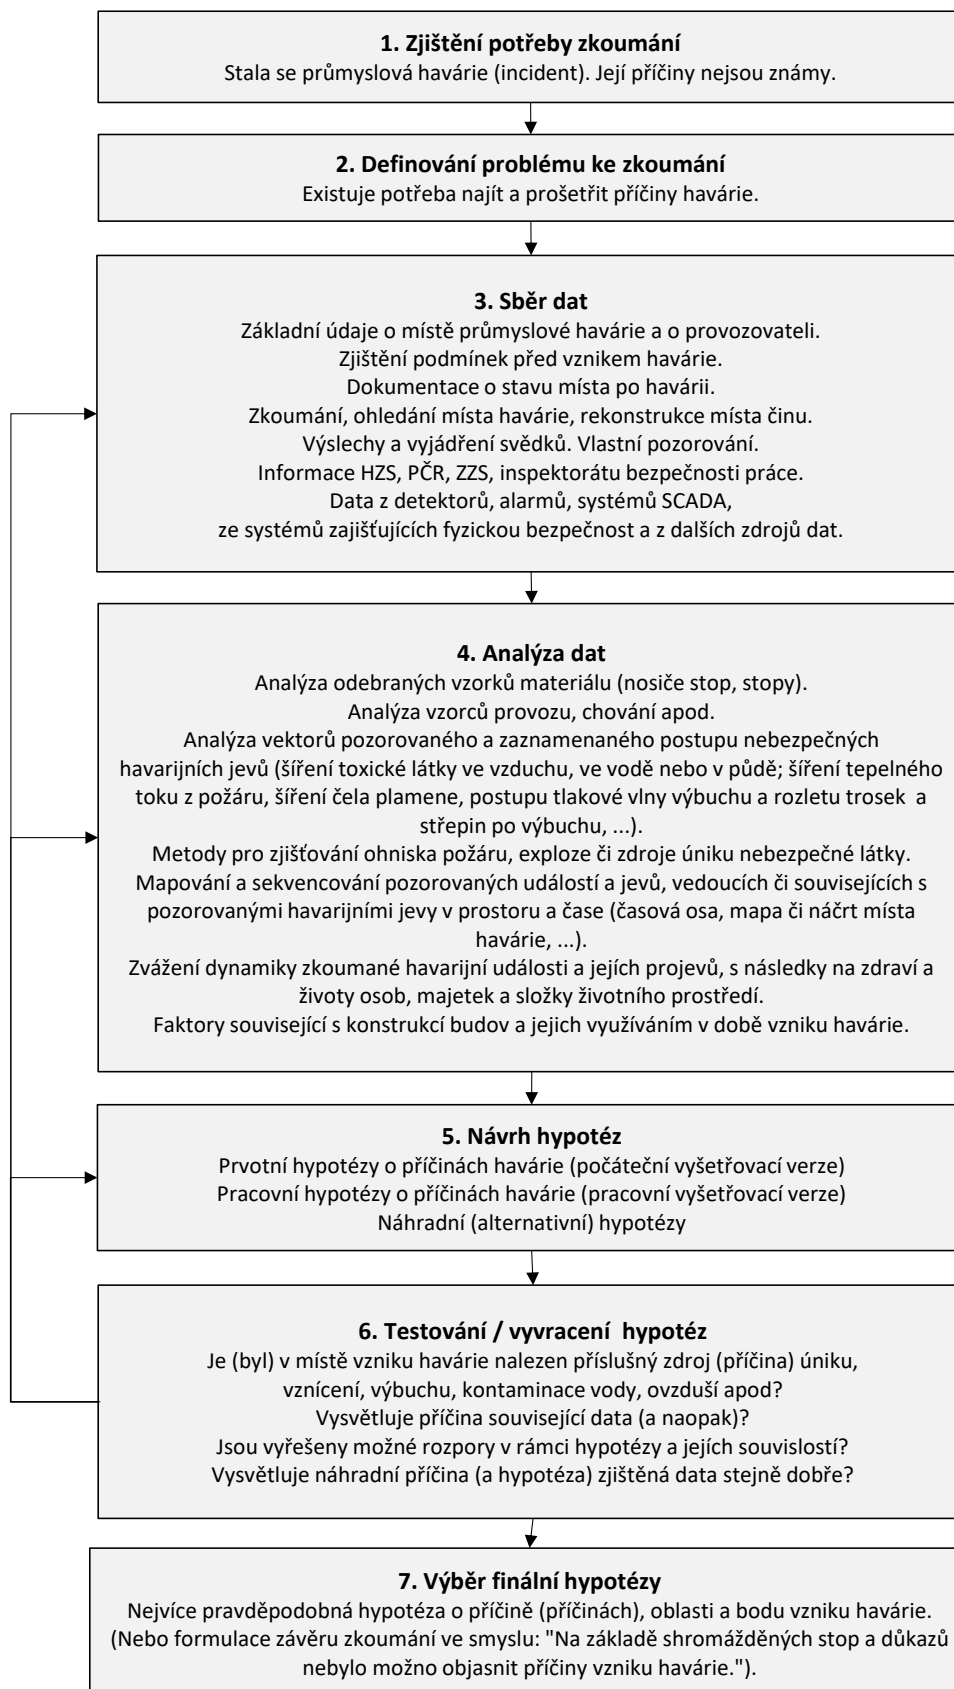 1. Zjištění potřeby zkoumání
Stala se průmyslová havárie (incident). Její příčiny nejsou známy.
2. Definování problému ke zkoumání
Existuje potřeba najít a prošetřit příčiny havárie.
3. Sběr dat
Základní údaje o místě průmyslové havárie a o provozovateli.
Zjištění podmínek před vznikem havárie.
Dokumentace o stavu místa po havárii.
Zkoumání, ohledání místa havárie, rekonstrukce místa činu.
Výslechy a vyjádření svědků. Vlastní pozorování.
Informace HZS, PČR, ZZS, inspektorátu bezpečnosti práce.
Data z detektorů, alarmů, systémů SCADA,
ze systémů zajišťujících fyzickou bezpečnost a z dalších zdrojů dat.
4. Analýza dat
Analýza odebraných vzorků materiálu (nosiče stop, stopy).
Analýza vzorců provozu, chování apod.
Analýza vektorů pozorovaného a zaznamenaného postupu nebezpečných
havarijních jevů (šíření toxické látky ve vzduchu, ve vodě nebo v půdě; šíření tepelného
toku z požáru, šíření čela plamene, postupu tlakové vlny výbuchu a rozletu trosek a
střepin po výbuchu, ...).
Metody pro zjišťování ohniska požáru, exploze či zdroje úniku nebezpečné látky.
Mapování a sekvencování pozorovaných událostí a jevů, vedoucích či souvisejících s
pozorovanými havarijními jevy v prostoru a čase (časová osa, mapa či náčrt místa
havárie, ...).
Zvážení dynamiky zkoumané havarijní události a jejích projevů, s následky na zdraví a
životy osob, majetek a složky životního prostředí.
Faktory související s konstrukcí budov a jejich využíváním v době vzniku havárie.
5. Návrh hypotéz
Prvotní hypotézy o příčinách havárie (počáteční vyšetřovací verze)
Pracovní hypotézy o příčinách havárie (pracovní vyšetřovací verze)
Náhradní (alternativní) hypotézy
6. Testování / vyvracení hypotéz
Je (byl) v místě vzniku havárie nalezen příslušný zdroj (příčina) úniku,
vznícení, výbuchu, kontaminace vody, ovzduší apod?
Vysvětluje příčina související data (a naopak)?
Jsou vyřešeny možné rozpory v rámci hypotézy a jejích souvislostí?
Vysvětluje náhradní příčina (a hypotéza) zjištěná data stejně dobře?
7. Výběr finální hypotézy
Nejvíce pravděpodobná hypotéza o příčině (příčinách), oblasti a bodu vzniku havárie.
(Nebo formulace závěru zkoumání ve smyslu: "Na základě shromážděných stop a důkazů
nebylo možno objasnit příčiny vzniku havárie.").